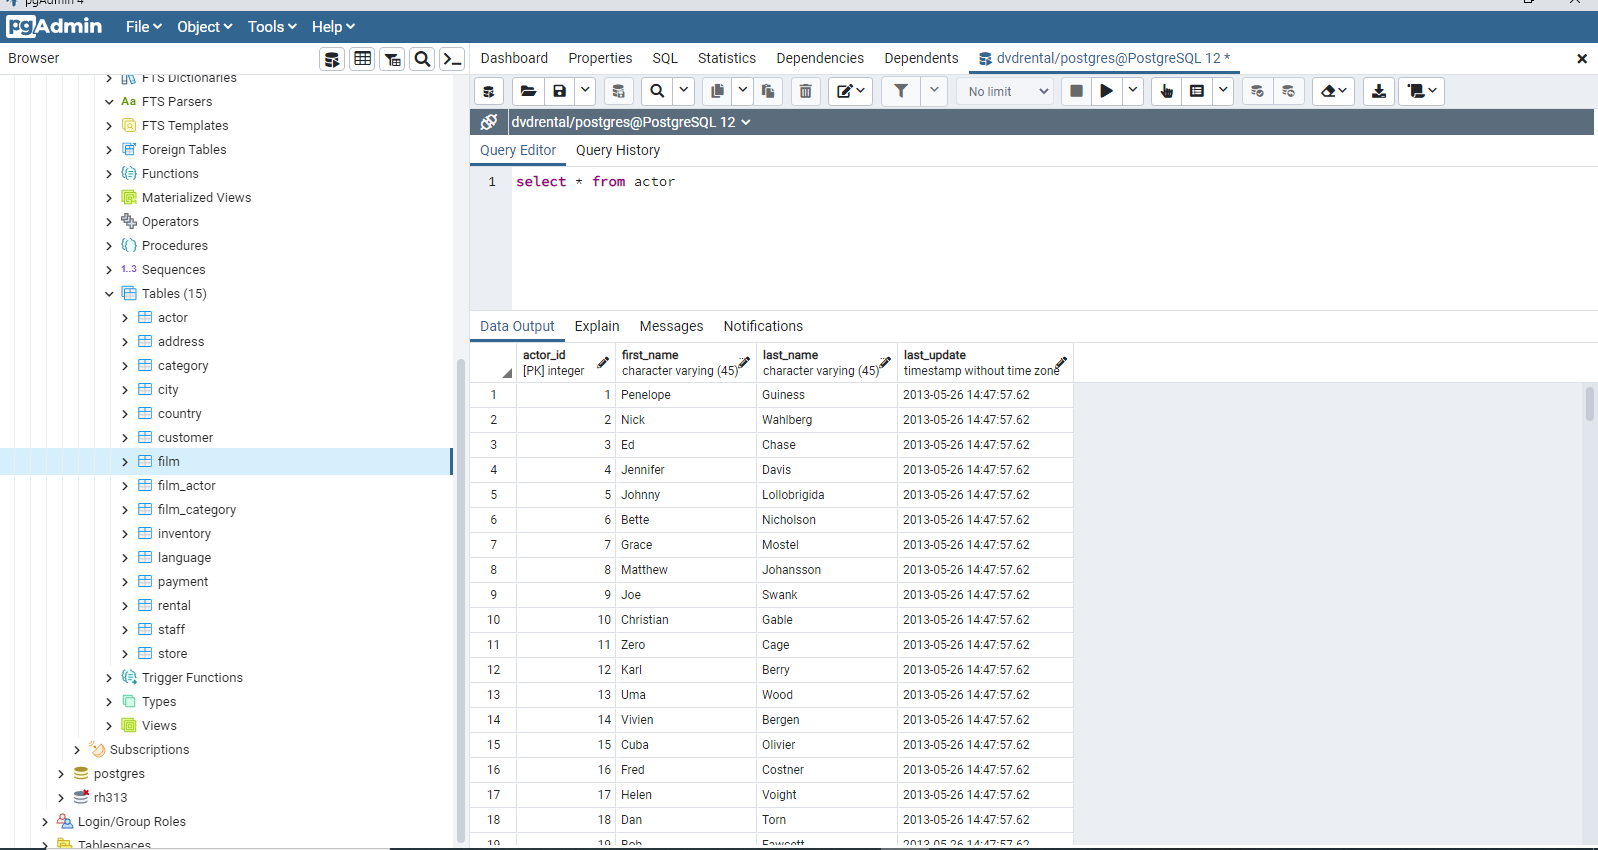 pgAdmin 4
pgAdmin File Object Tools Help
Browser
Dashboard Properties SQL Statistics Dependencies Dependents dvdrental/postgres@PostgreSQL 12 *
No limit
dvdrental/postgres@PostgreSQL 12
Query Editor Query History
1 select * from actor
FTS Dictionaries
Aa FTS Parsers
FTS Templates
Foreign Tables
Functions
Materialized Views
Operators
Procedures
1..3 Sequences
Tables (15)
actor
address
category
city
country
customer
film
film_actor
film_category
inventory
language
payment
rental
staff
store
Trigger Functions
Types
Views
Subscriptions
postgres
rh313
Login/Group Roles
Tablespaces
Data Output Explain Messages Notifications
actor_id first_name last_name last_update
[PK] integer character varying (45) character varying (45) timestamp without time zone
1 1 Penelope Guiness 2013-05-26 14:47:57.62
2 2 Nick Wahlberg 2013-05-26 14:47:57.62
3 3 Ed Chase 2013-05-26 14:47:57.62
4 4 Jennifer Davis 2013-05-26 14:47:57.62
5 5 Johnny Lollobrigida 2013-05-26 14:47:57.62
6 6 Bette Nicholson 2013-05-26 14:47:57.62
7 7 Grace Mostel 2013-05-26 14:47:57.62
8 8 Matthew Johansson 2013-05-26 14:47:57.62
9 9 Joe Swank 2013-05-26 14:47:57.62
10 10 Christian Gable 2013-05-26 14:47:57.62
11 11 Zero Cage 2013-05-26 14:47:57.62
12 12 Karl Berry 2013-05-26 14:47:57.62
13 13 Uma Wood 2013-05-26 14:47:57.62
14 14 Vivien Bergen 2013-05-26 14:47:57.62
15 15 Cuba Olivier 2013-05-26 14:47:57.62
16 16 Fred Costner 2013-05-26 14:47:57.62
17 17 Helen Voight 2013-05-26 14:47:57.62
18 18 Dan Torn 2013-05-26 14:47:57.62
19 19 Bob Fawcett 2013-05-26 14:47:57.62